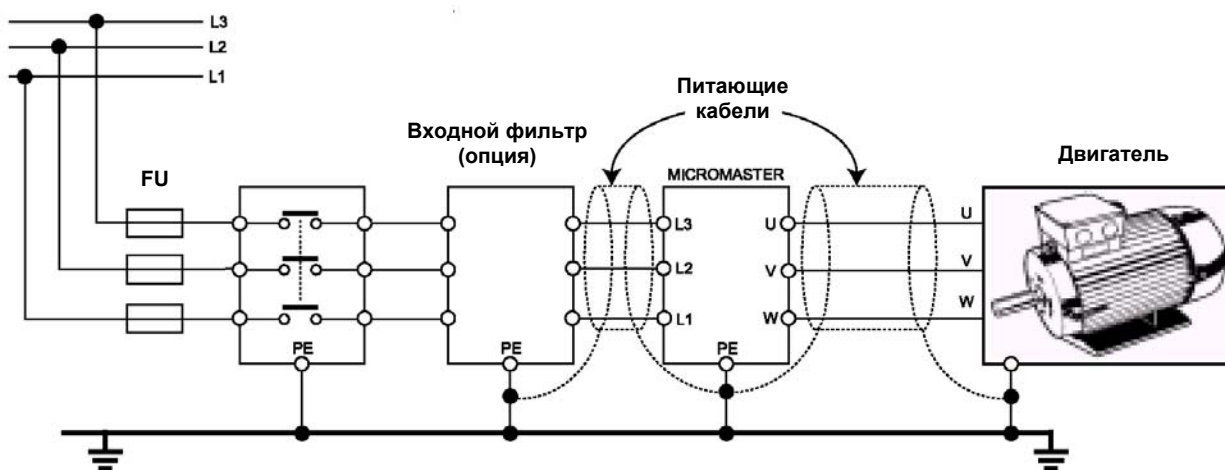 L3
L2
L1
Питающие
кабели
Входной фильтр
(опция)
Двигатель
FU
MICROMASTER
L3
U
U
L2
V
V
L1
W
W
PE
PE
PE